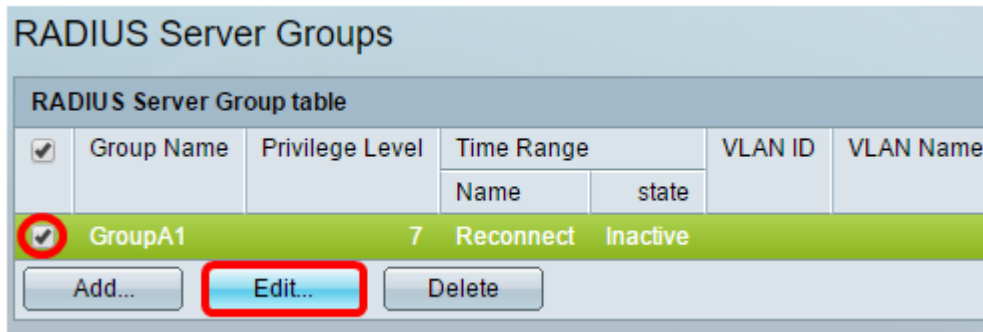 RADIUS Server Groups
RADIUS Server Group table
Group Name Privilege Level Time Range VLAN ID VLAN Name
Name state
GroupA1 7 Reconnect Inactive
Add... Edit... Delete